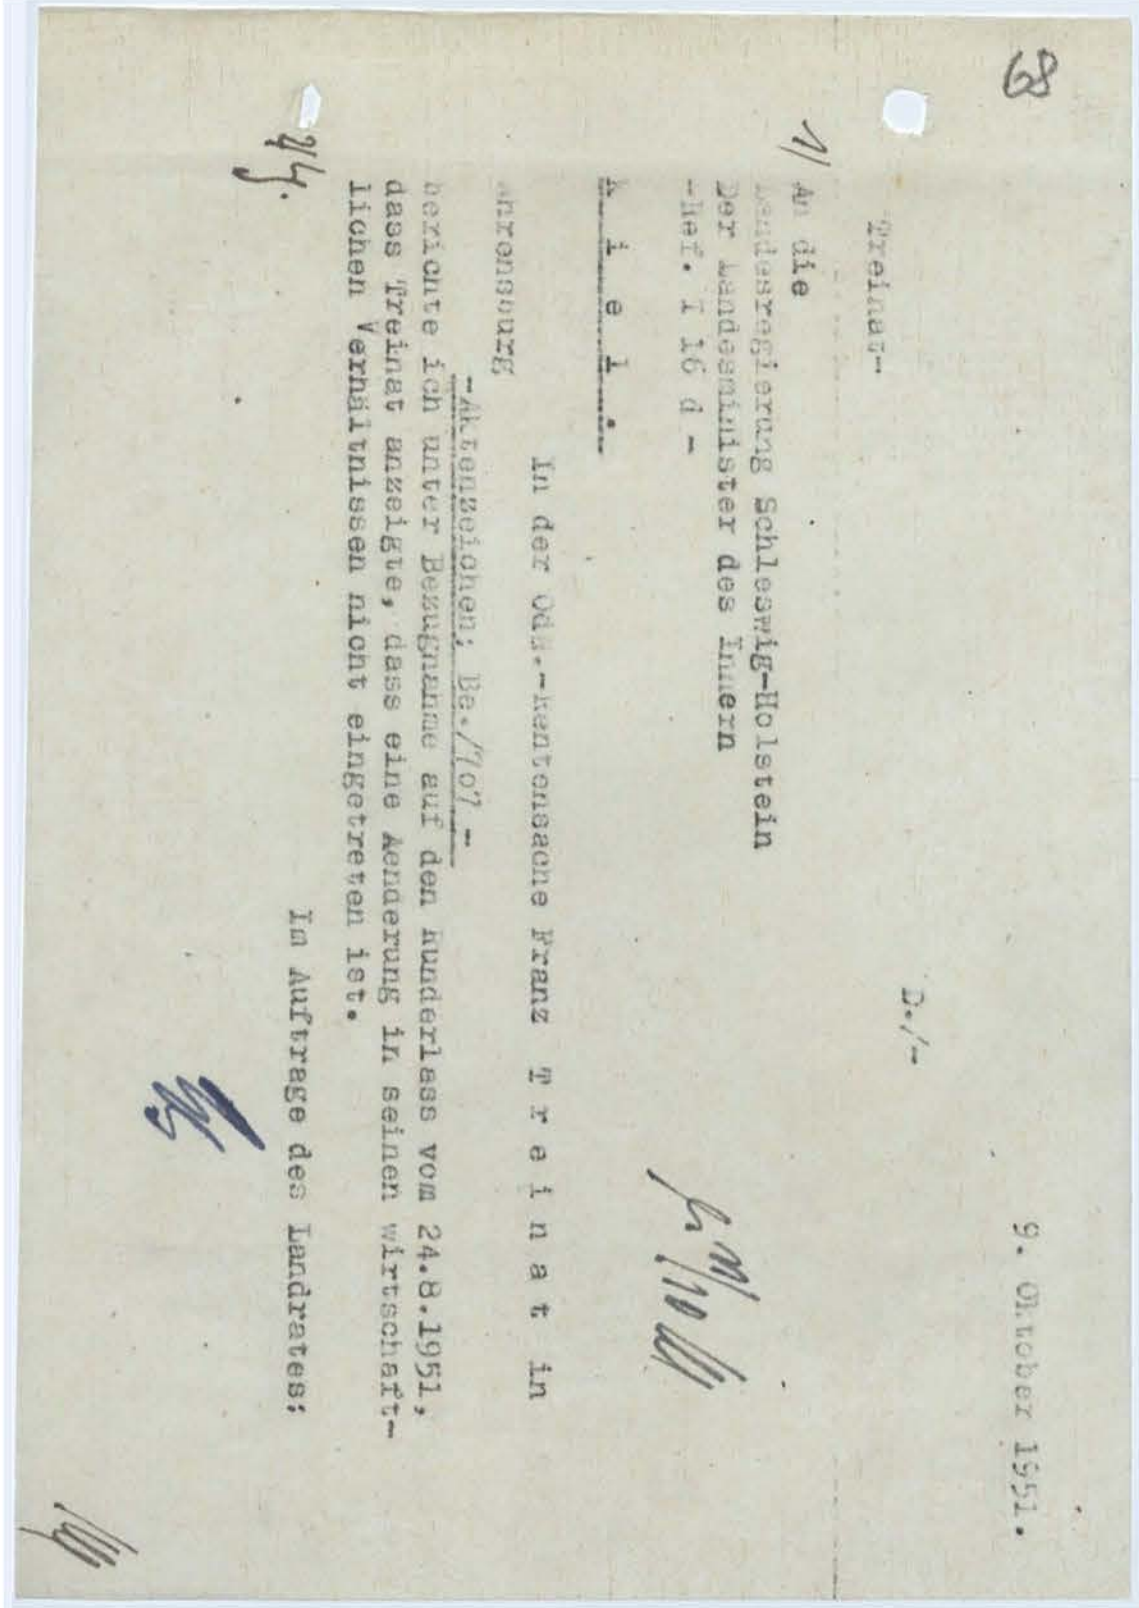 68
9. Oktober 1951.
D./-
Treinat-
1/ An die
Landesregierung Schleswig-Holstein
Der Landesminister des Innern
-Ref. I 16 d -
K i e l .
In der OdN.-Rentensache Franz T r e i n a t in
Ahrensburg
-Aktenzeichen; Be./707 -
berichte ich unter Bezugnahme auf den Runderlass vom 24.8.1951,
dass Treinat anzeigte, dass eine Aenderung in seinen wirtschaft-
lichen Verhältnissen nicht eingetreten ist.
Im Auftrage des Landrates: